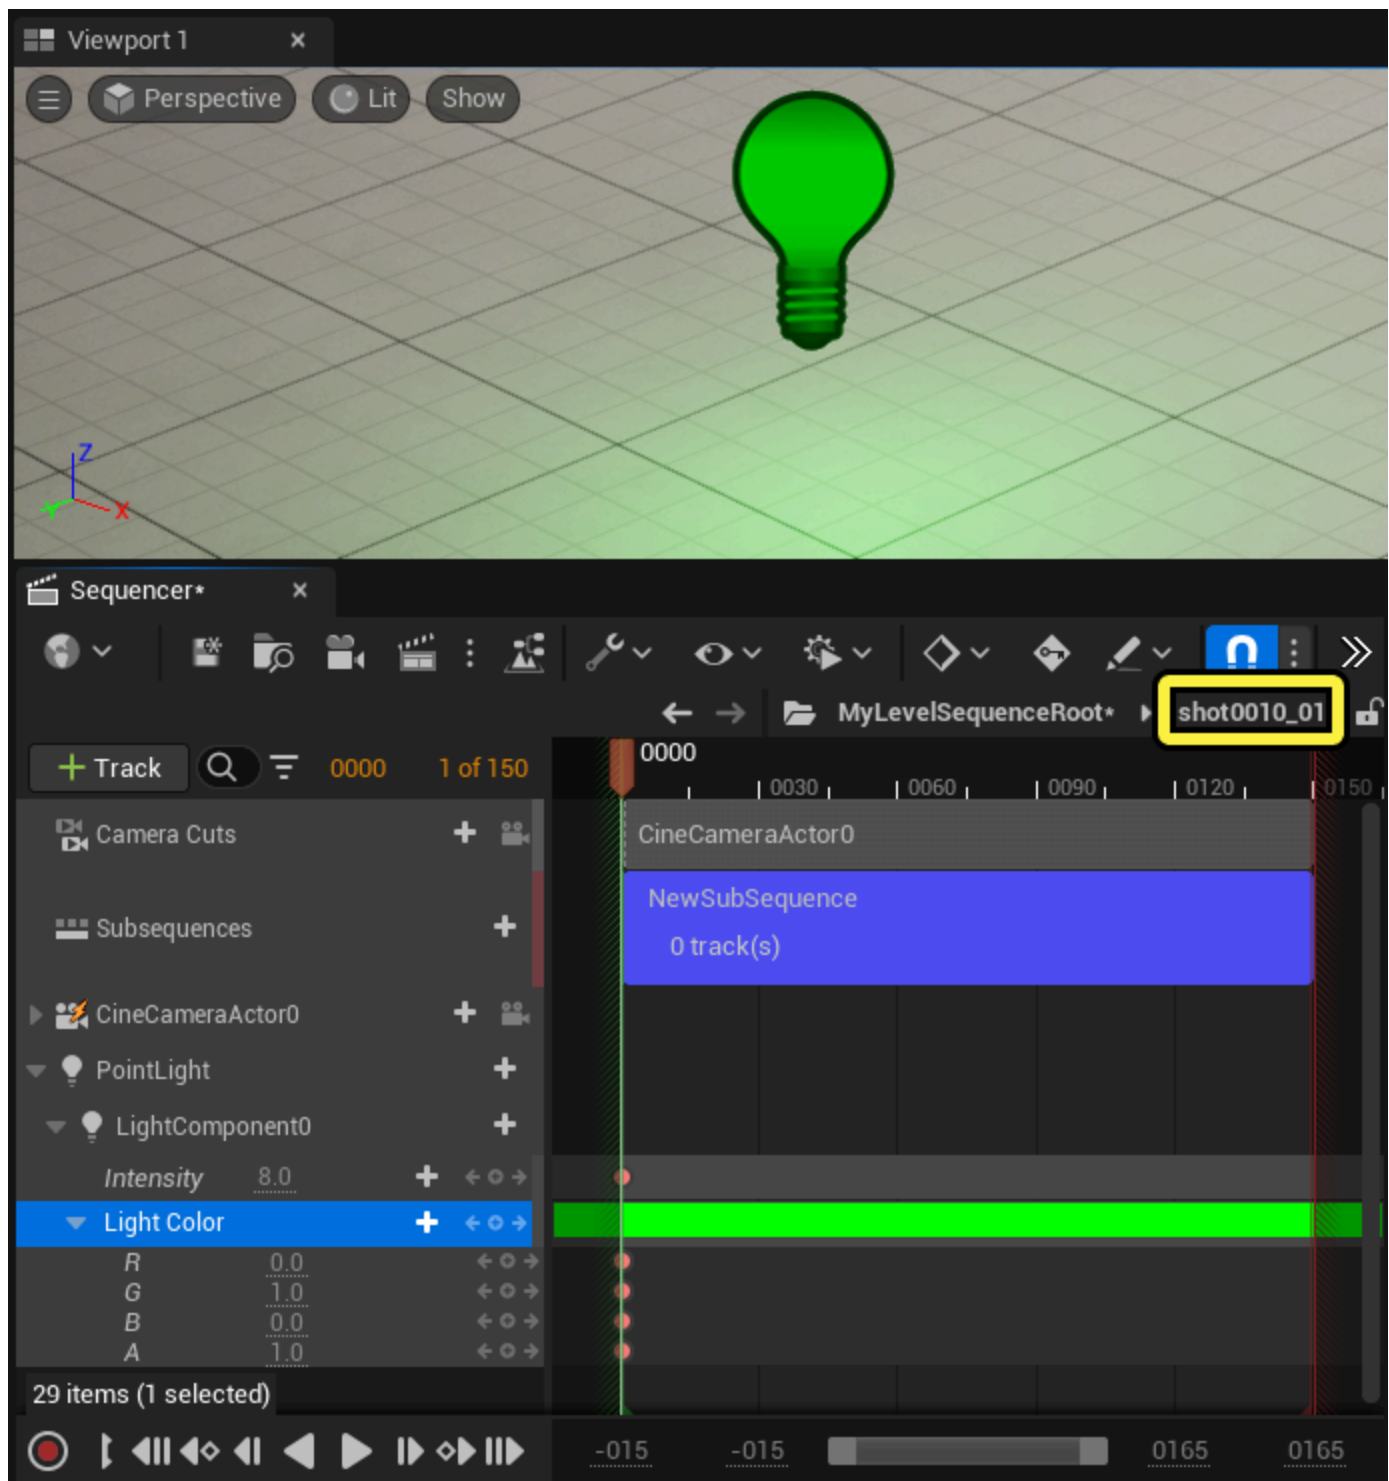 Viewport 1
Perspective
Lit
Show
Z
Y
X
Sequencer*
MyLevelSequenceRoot*
shot0010_01
Track
0000
1 of 150
0000
0030
0060
0090
0120
0150
Camera Cuts
CineCameraActor0
Subsequences
NewSubSequence
0 track(s)
CineCameraActor0
PointLight
LightComponent0
Intensity 8.0
Light Color
R 0.0
G 1.0
B 0.0
A 1.0
29 items (1 selected)
-015
-015
0165
0165